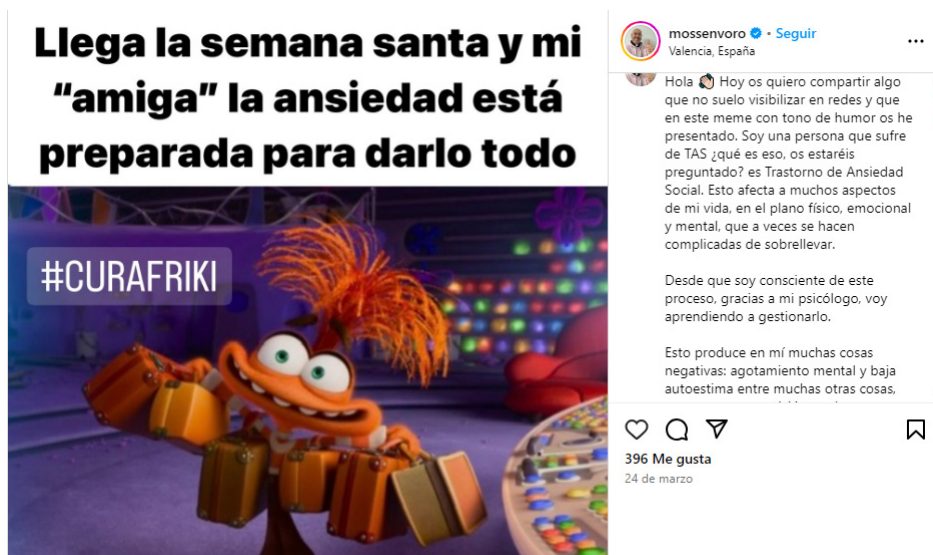 Llega la semana santa y mi
“amiga” la ansiedad está
preparada para darlo todo
#CURAFRIKI
mossenvoro • Seguir
Valencia, España
Hola 👋🏻 Hoy os quiero compartir algo
que no suelo visibilizar en redes y que
en este meme con tono de humor os he
presentado. Soy una persona que sufre
de TAS ¿qué es eso, os estaréis
preguntado? es Trastorno de Ansiedad
Social. Esto afecta a muchos aspectos
de mi vida, en el plano físico, emocional
y mental, que a veces se hacen
complicadas de sobrellevar.
Desde que soy consciente de este
proceso, gracias a mi psicólogo, voy
aprendiendo a gestionarlo.
Esto produce en mí muchas cosas
negativas: agotamiento mental y baja
autoestima entre muchas otras cosas,
396 Me gusta
24 de marzo